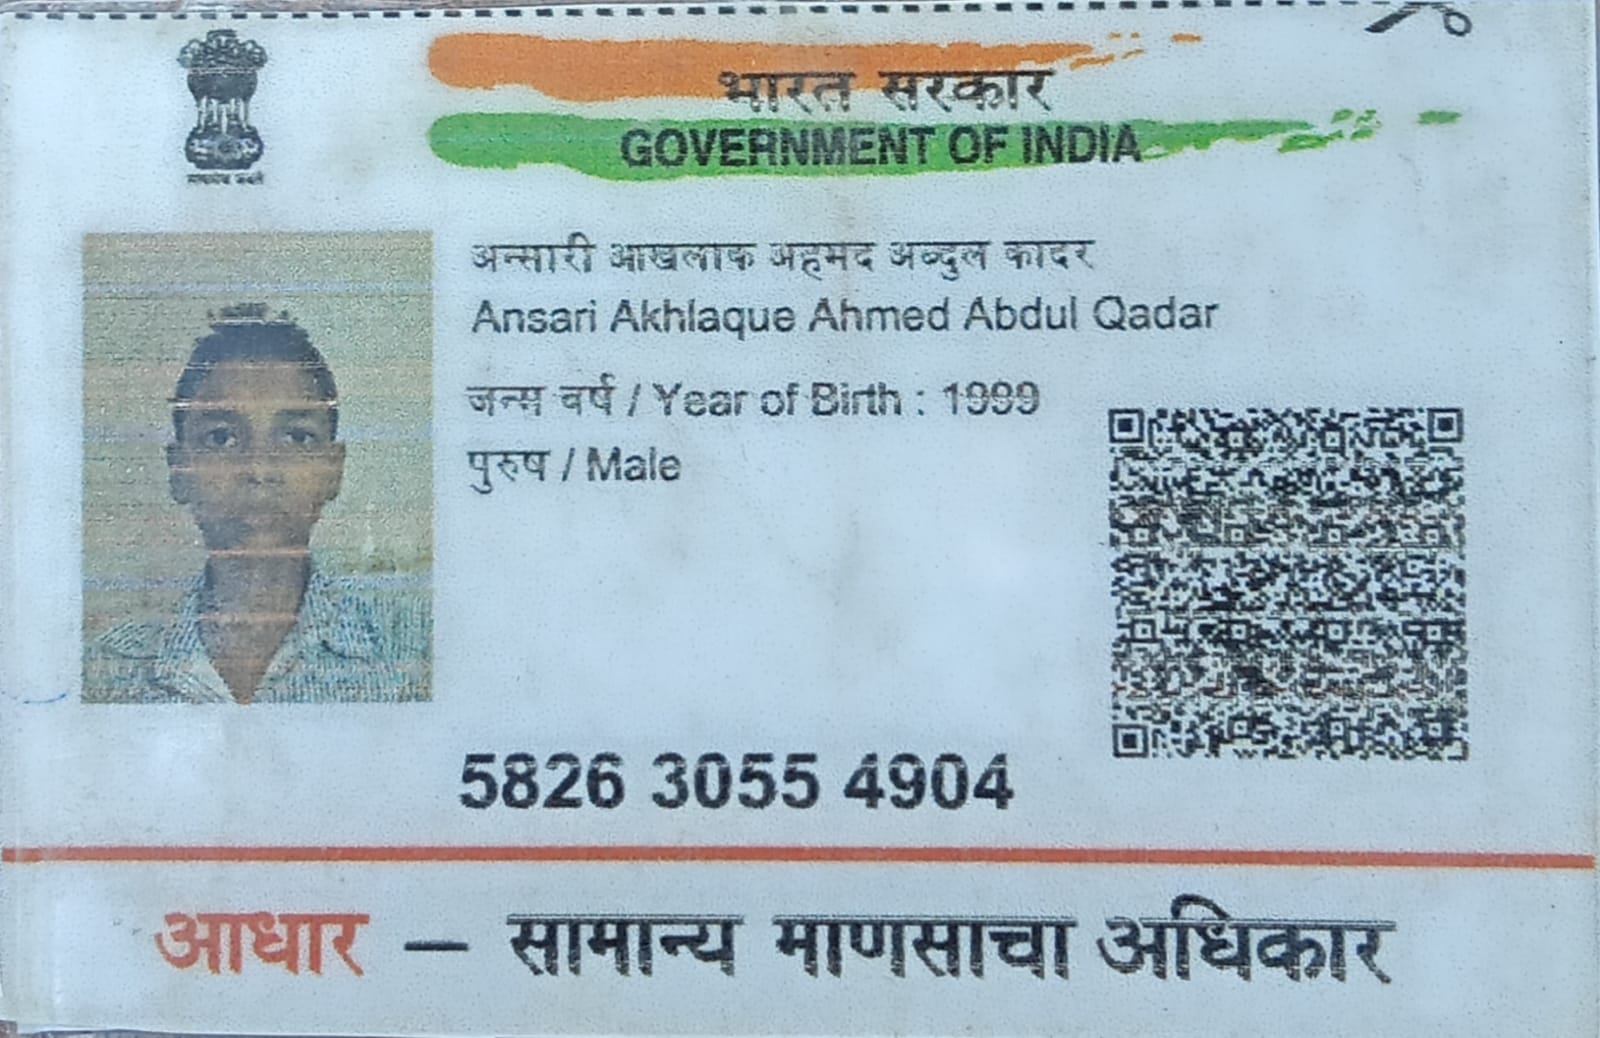 सत्यमेव जयते
भारत सरकार
GOVERNMENT OF INDIA
अन्सारी आखलाक अहमद अब्दुल कादर
Ansari Akhlaque Ahmed Abdul Qadar
जन्म वर्ष / Year of Birth : 1999
पुरुष / Male
5826 3055 4904
आधार – सामान्य माणसाचा अधिकार